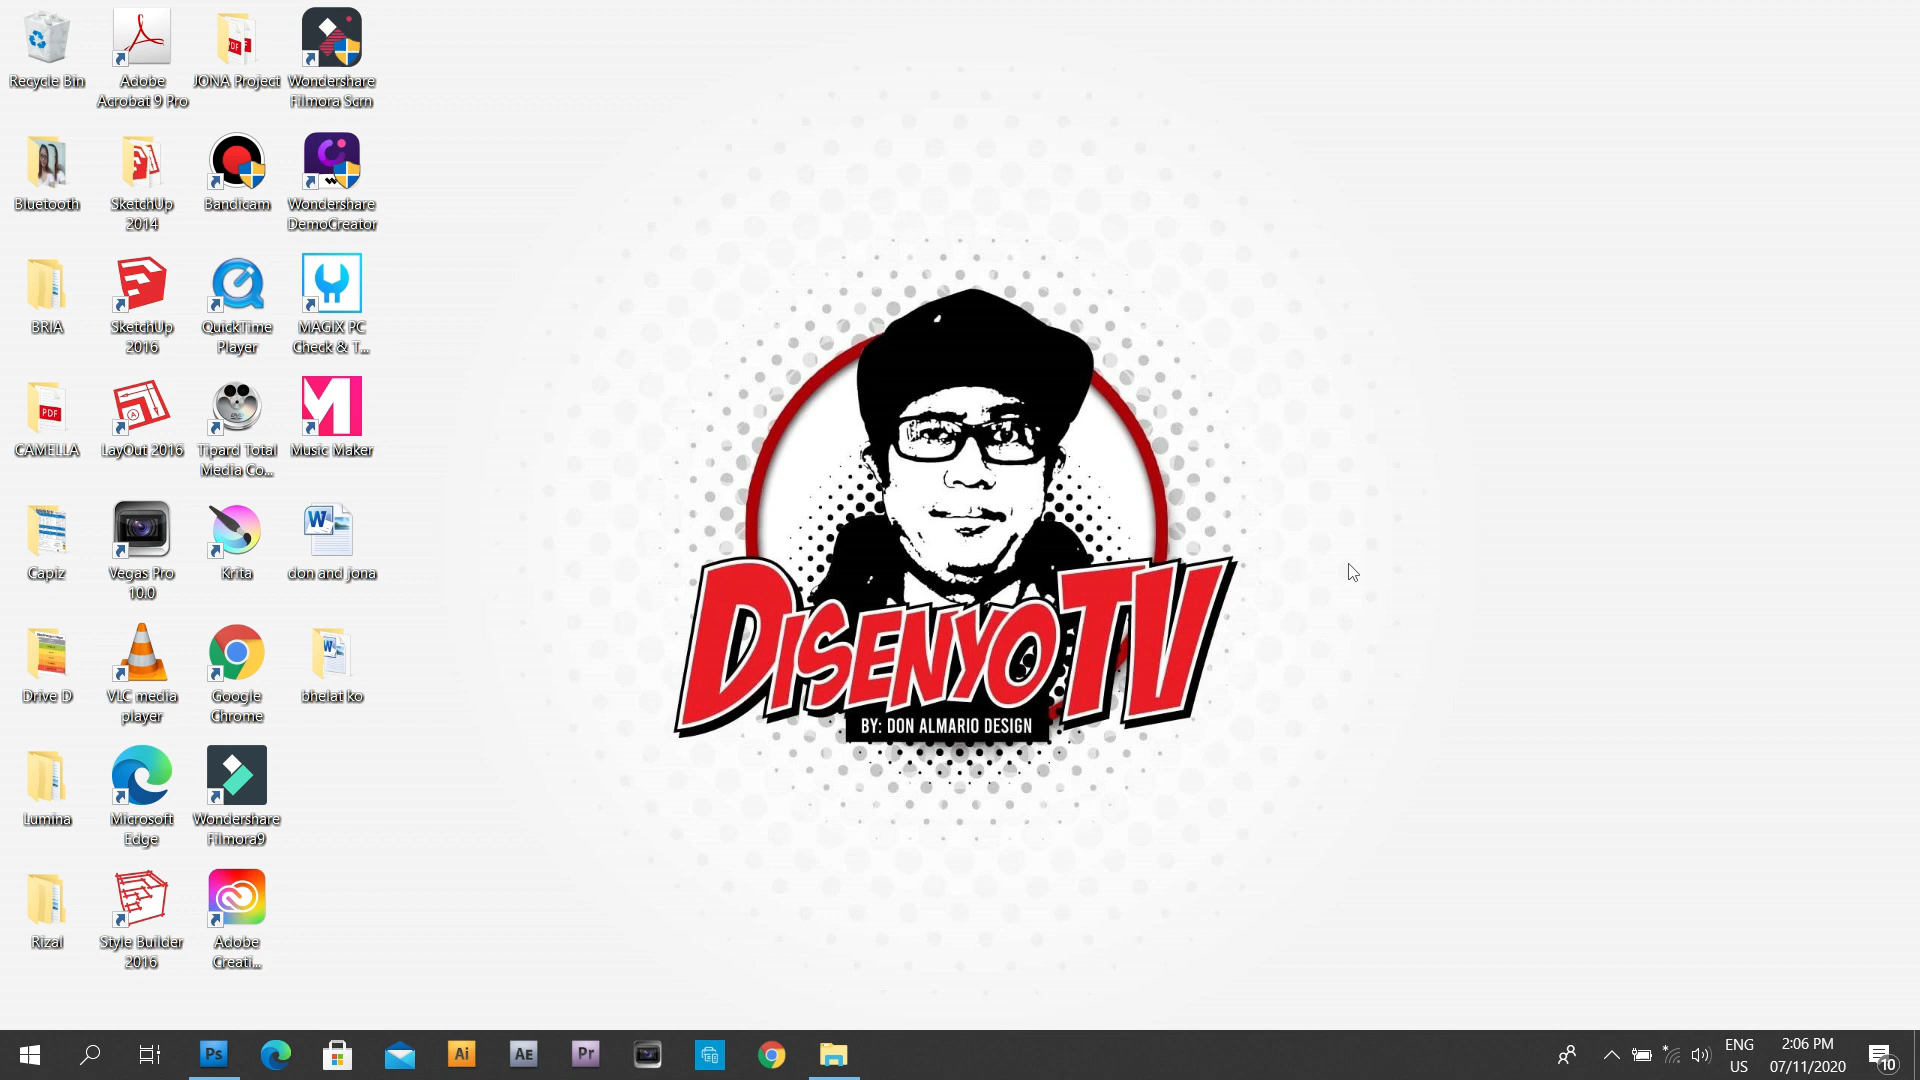 Recycle Bin
Adobe
Acrobat 9 Pro
JONA Project
Wondershare
Filmora Scrn
Bluetooth
SketchUp
2014
Bandicam
Wondershare
DemoCreator
BRIA
SketchUp
2016
QuickTime
Player
MAGIX PC
Check & T...
CAMELLA
LayOut 2016
Tipard Total
Media Co...
Music Maker
Capiz
Vegas Pro
10.0
Krita
don and jona
Drive D
VLC media
player
Google
Chrome
bhelat ko
Lumina
Microsoft
Edge
Wondershare
Filmora9
Rizal
Style Builder
2016
Adobe
Creati...
DISENYOTV
BY: DON ALMARIO DESIGN
Ps
Ai
AE
Pr
ENG
US
2:06 PM
07/11/2020
10